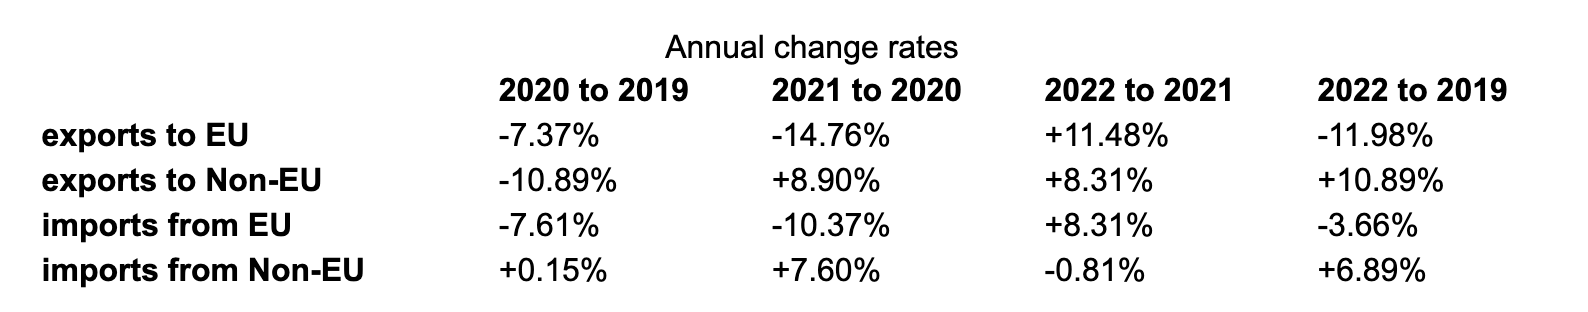 Annual change rates
2020 to 2019 2021 to 2020 2022 to 2021 2022 to 2019
exports to EU -7.37% -14.76% +11.48% -11.98%
exports to Non-EU -10.89% +8.90% +8.31% +10.89%
imports from EU -7.61% -10.37% +8.31% -3.66%
imports from Non-EU +0.15% +7.60% -0.81% +6.89%